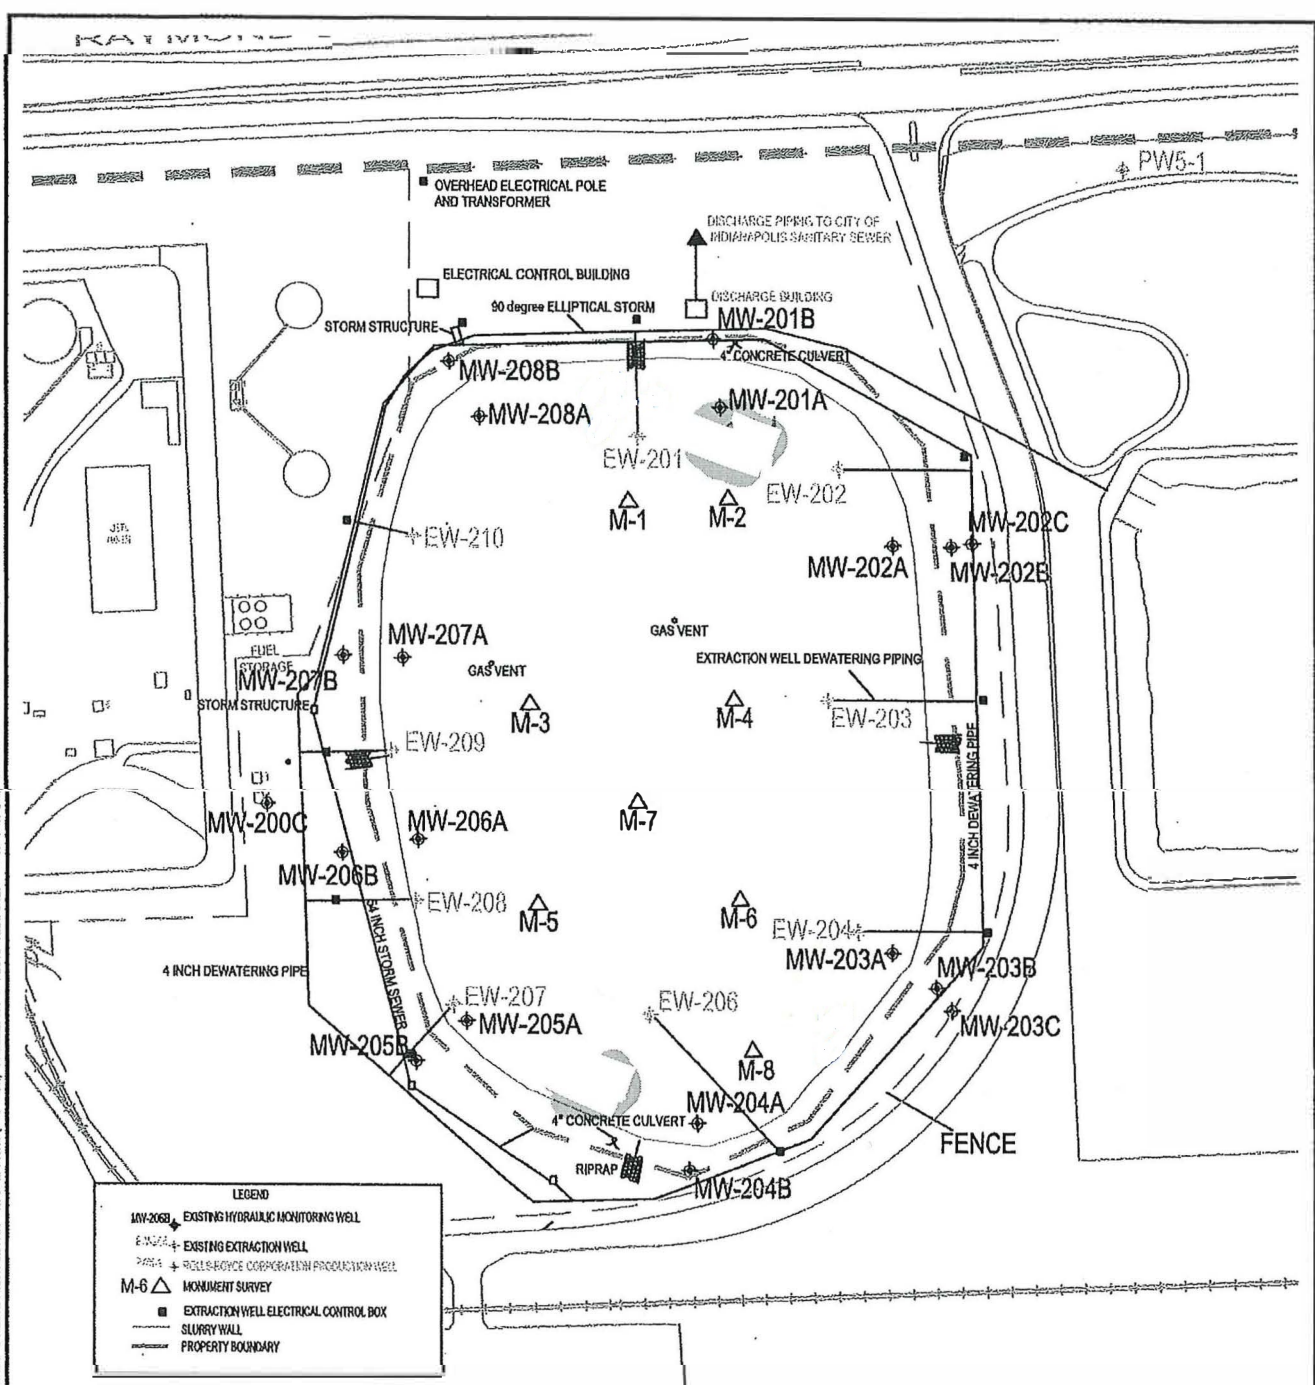 PW5-1
OVERHEAD ELECTRICAL POLE
AND TRANSFORMER
DISCHARGE PIPING TO CITY OF
INDIANAPOLIS SANITARY SEWER
ELECTRICAL CONTROL BUILDING
90 degree ELLIPTICAL STORM
DISCHARGE BUILDING
STORM STRUCTURE
MW-201B
4" CONCRETE CULVERT
MW-208B
MW-208A
MW-201A
EW-201
EW-202
M-1
M-2
MW-202C
EW-210
MW-202A
MW-202B
GAS VENT
MW-207A
FUEL
STORAGE
EXTRACTION WELL DEWATERING PIPING
GAS VENT
MW-207B
STORM STRUCTURE
M-3
M-4
EW-203
EW-209
4 INCH DEWATERING PIPE
MW-200C
MW-206A
M-7
MW-206B
EW-208
M-5
M-6
54 INCH STORM SEWER
EW-204
MW-203A
4 INCH DEWATERING PIPE
MW-203B
EW-207
EW-206
MW-205A
MW-203C
MW-205B
M-8
MW-204A
4" CONCRETE CULVERT
FENCE
RIPRAP
MW-204B
LEGEND
MW-206B EXISTING HYDRAULIC MONITORING WELL
EXISTING EXTRACTION WELL
ROLLS-ROYCE CORPORATION PRODUCTION WELL
M-6 MONUMENT SURVEY
EXTRACTION WELL ELECTRICAL CONTROL BOX
SLURRY WALL
PROPERTY BOUNDARY